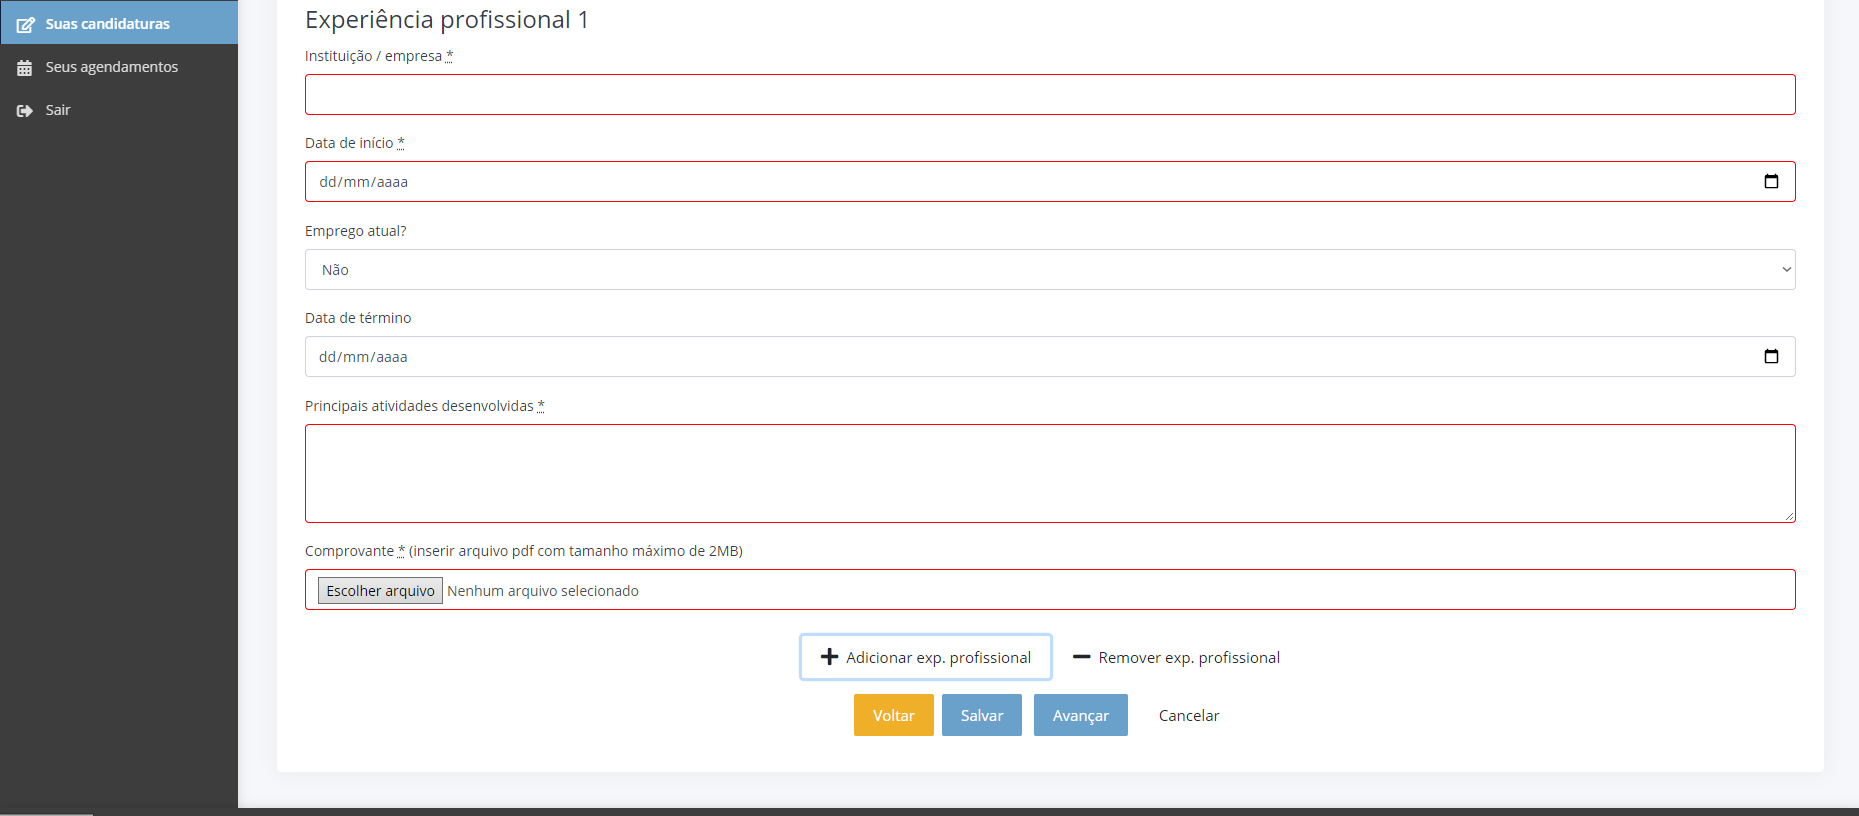 Suas candidaturas
Seus agendamentos
Sair
Experiência profissional 1
Instituição / empresa *
Data de início *
dd/mm/aaaa
Emprego atual?
Não
Data de término
dd/mm/aaaa
Principais atividades desenvolvidas *
Comprovante * (inserir arquivo pdf com tamanho máximo de 2MB)
Escolher arquivo Nenhum arquivo selecionado
Adicionar exp. profissional Remover exp. profissional
Voltar Salvar Avançar Cancelar